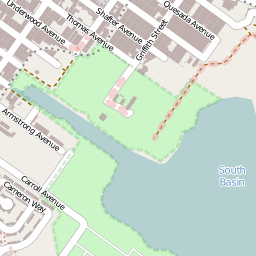 Underwood Avenue
Thomas Avenue
Shafter Avenue
Griffith Street
Quesada Avenue
Armstrong Avenue
Carroll Avenue
Cameron Way
South
Basin